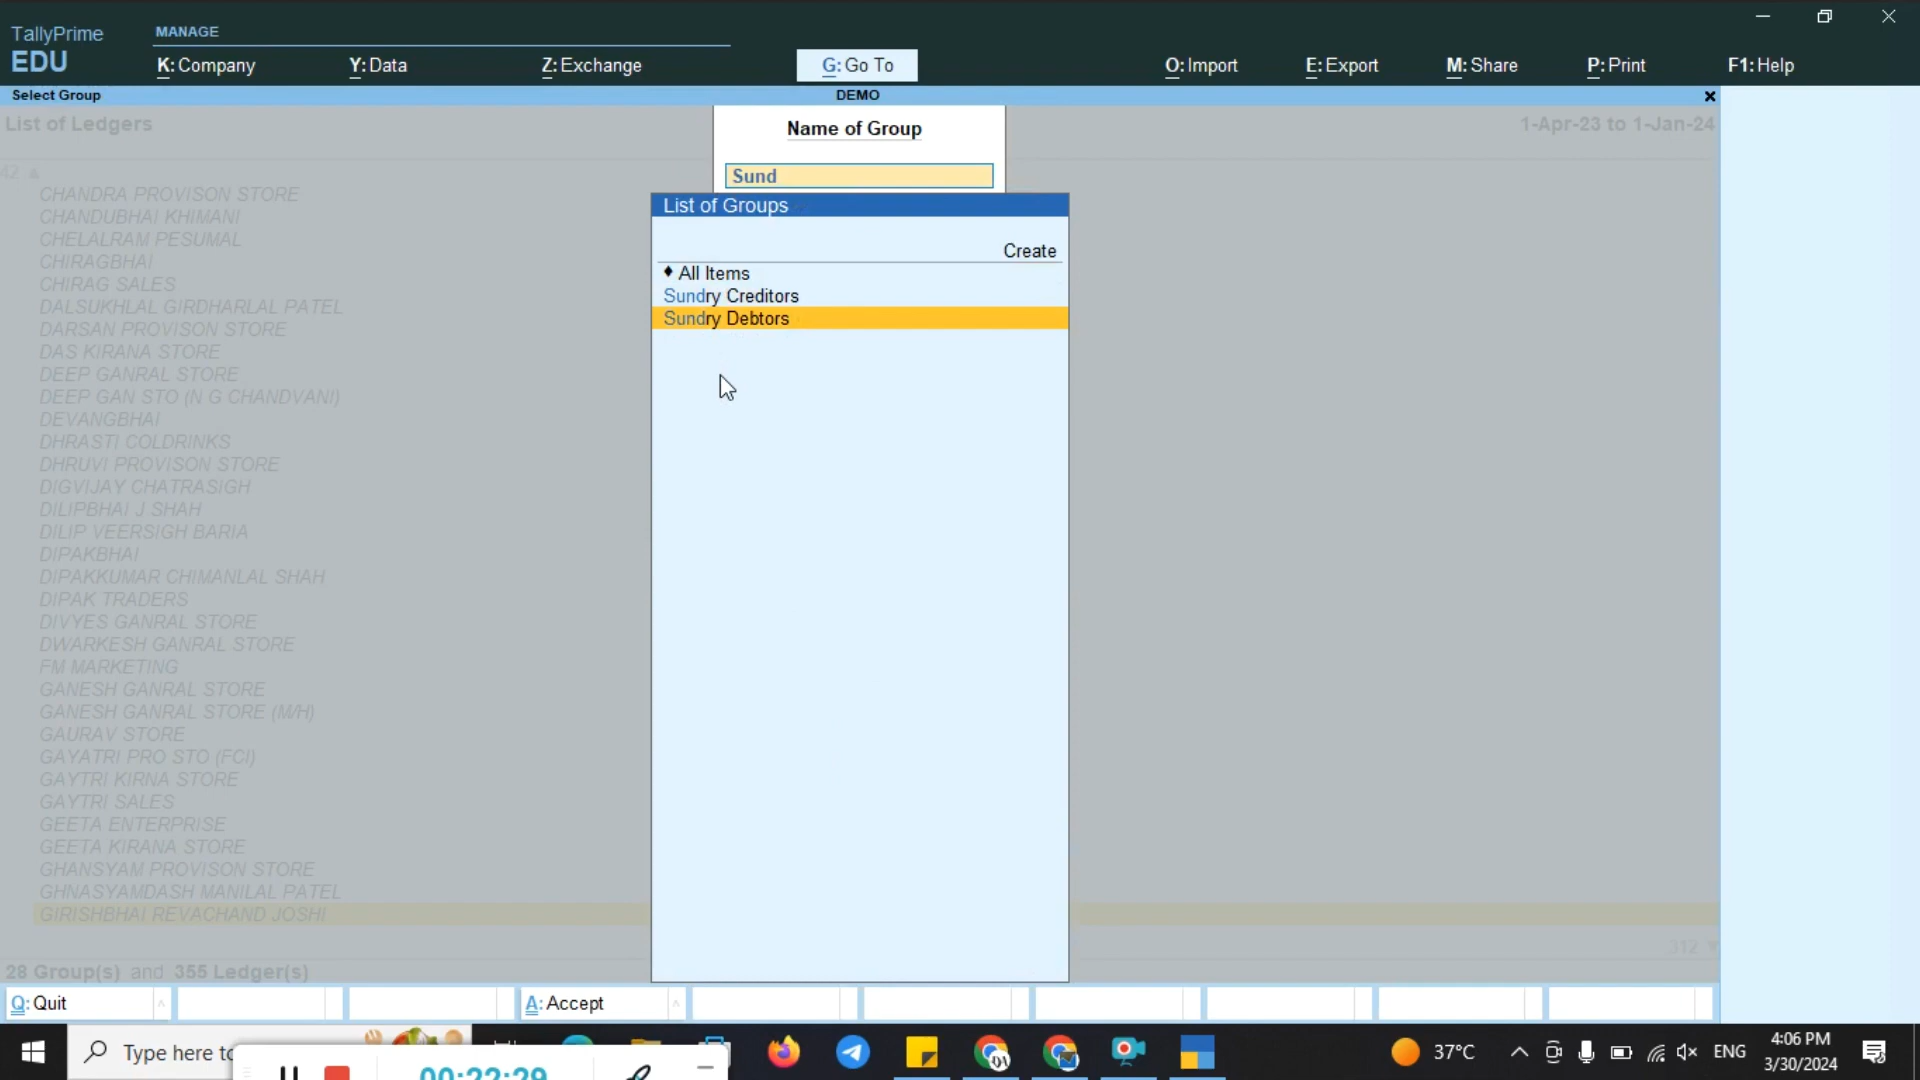 TallyPrime
EDU
MANAGE
K: Company
Y: Data
Z: Exchange
G: Go To
O: Import
E: Export
M: Share
P: Print
F1: Help
Select Group
DEMO
List of Ledgers
1-Apr-23 to 1-Jan-24
42
CHANDRA PROVISON STORE
CHANDUBHAI KHIMANI
CHELALRAM PESUMAL
CHIRAGBHAI
CHIRAG SALES
DALSUKHLAL GIRDHARLAL PATEL
DARSAN PROVISON STORE
DAS KIRANA STORE
DEEP GANRAL STORE
DEEP GAN STO (N G CHANDVANI)
DEVANGBHAI
DHRASTI COLDRINKS
DHRUVI PROVISON STORE
DIGVIJAY CHATRASIGH
DILIPBHAI J SHAH
DILIP VEERSIGH BARIA
DIPAKBHAI
DIPAKKUMAR CHIMANLAL SHAH
DIPAK TRADERS
DIVYES GANRAL STORE
DWARKESH GANRAL STORE
FM MARKETING
GANESH GANRAL STORE
GANESH GANRAL STORE (M/H)
GAURAV STORE
GAYATRI PRO STO (FCI)
GAYTRI KIRNA STORE
GAYTRI SALES
GEETA ENTERPRISE
GEETA KIRANA STORE
GHANSYAM PROVISON STORE
GHNASYAMDASH MANILAL PATEL
GIRISHBHAI REVACHAND JOSHI
312
28 Group(s) and 355 Ledger(s)
Name of Group
Sund
List of Groups
Create
♦ All Items
Sundry Creditors
Sundry Debtors
Q: Quit
A: Accept
Type here to
00:22:29
37°C
ENG
4:06 PM
3/30/2024